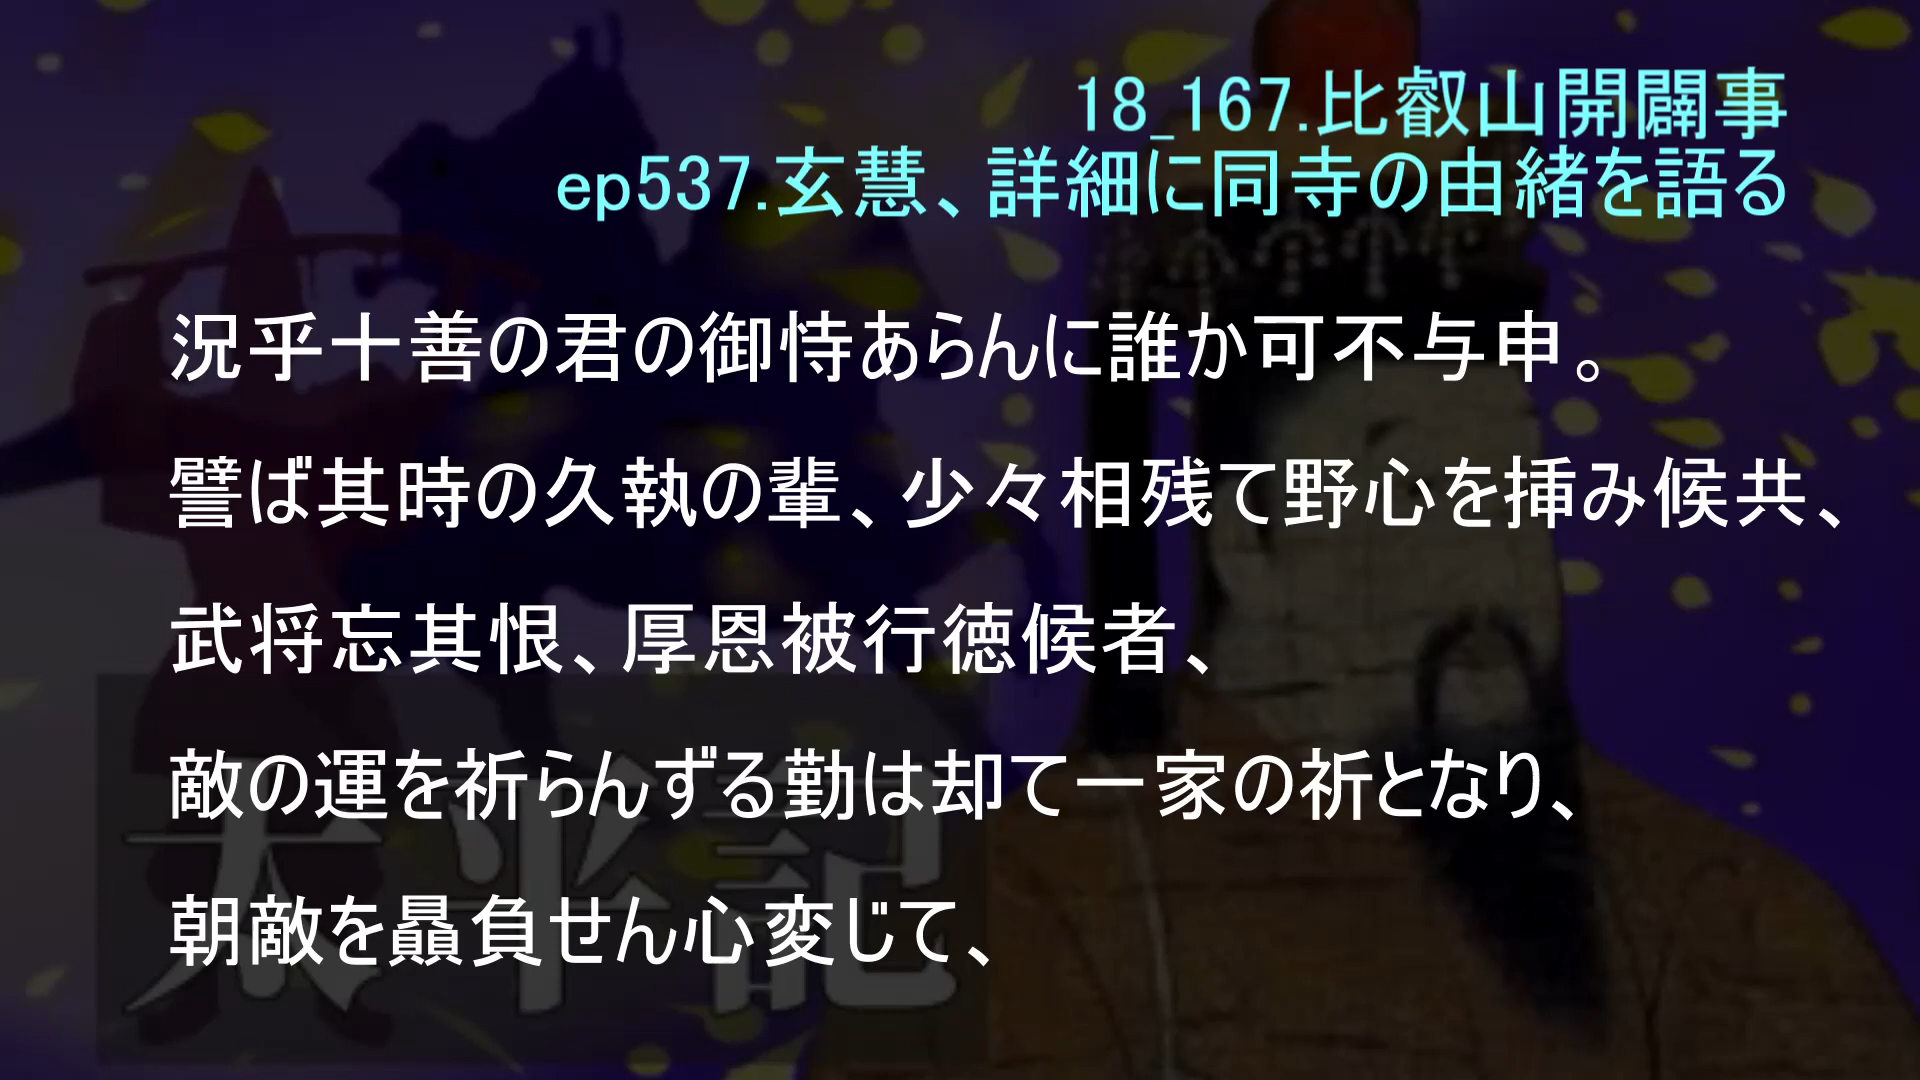 18_167.比叡山開闢事
ep537.玄慧、詳細に同寺の由緒を語る
況乎十善の君の御恃あらんに誰か可不与申。
譬ば其時の久執の輩、少々相残て野心を挿み候共、
武将忘其恨、厚恩被行徳候者、
敵の運を祈らんずる勤は却て一家の祈となり、
朝敵を贔負せん心変じて、
太平記